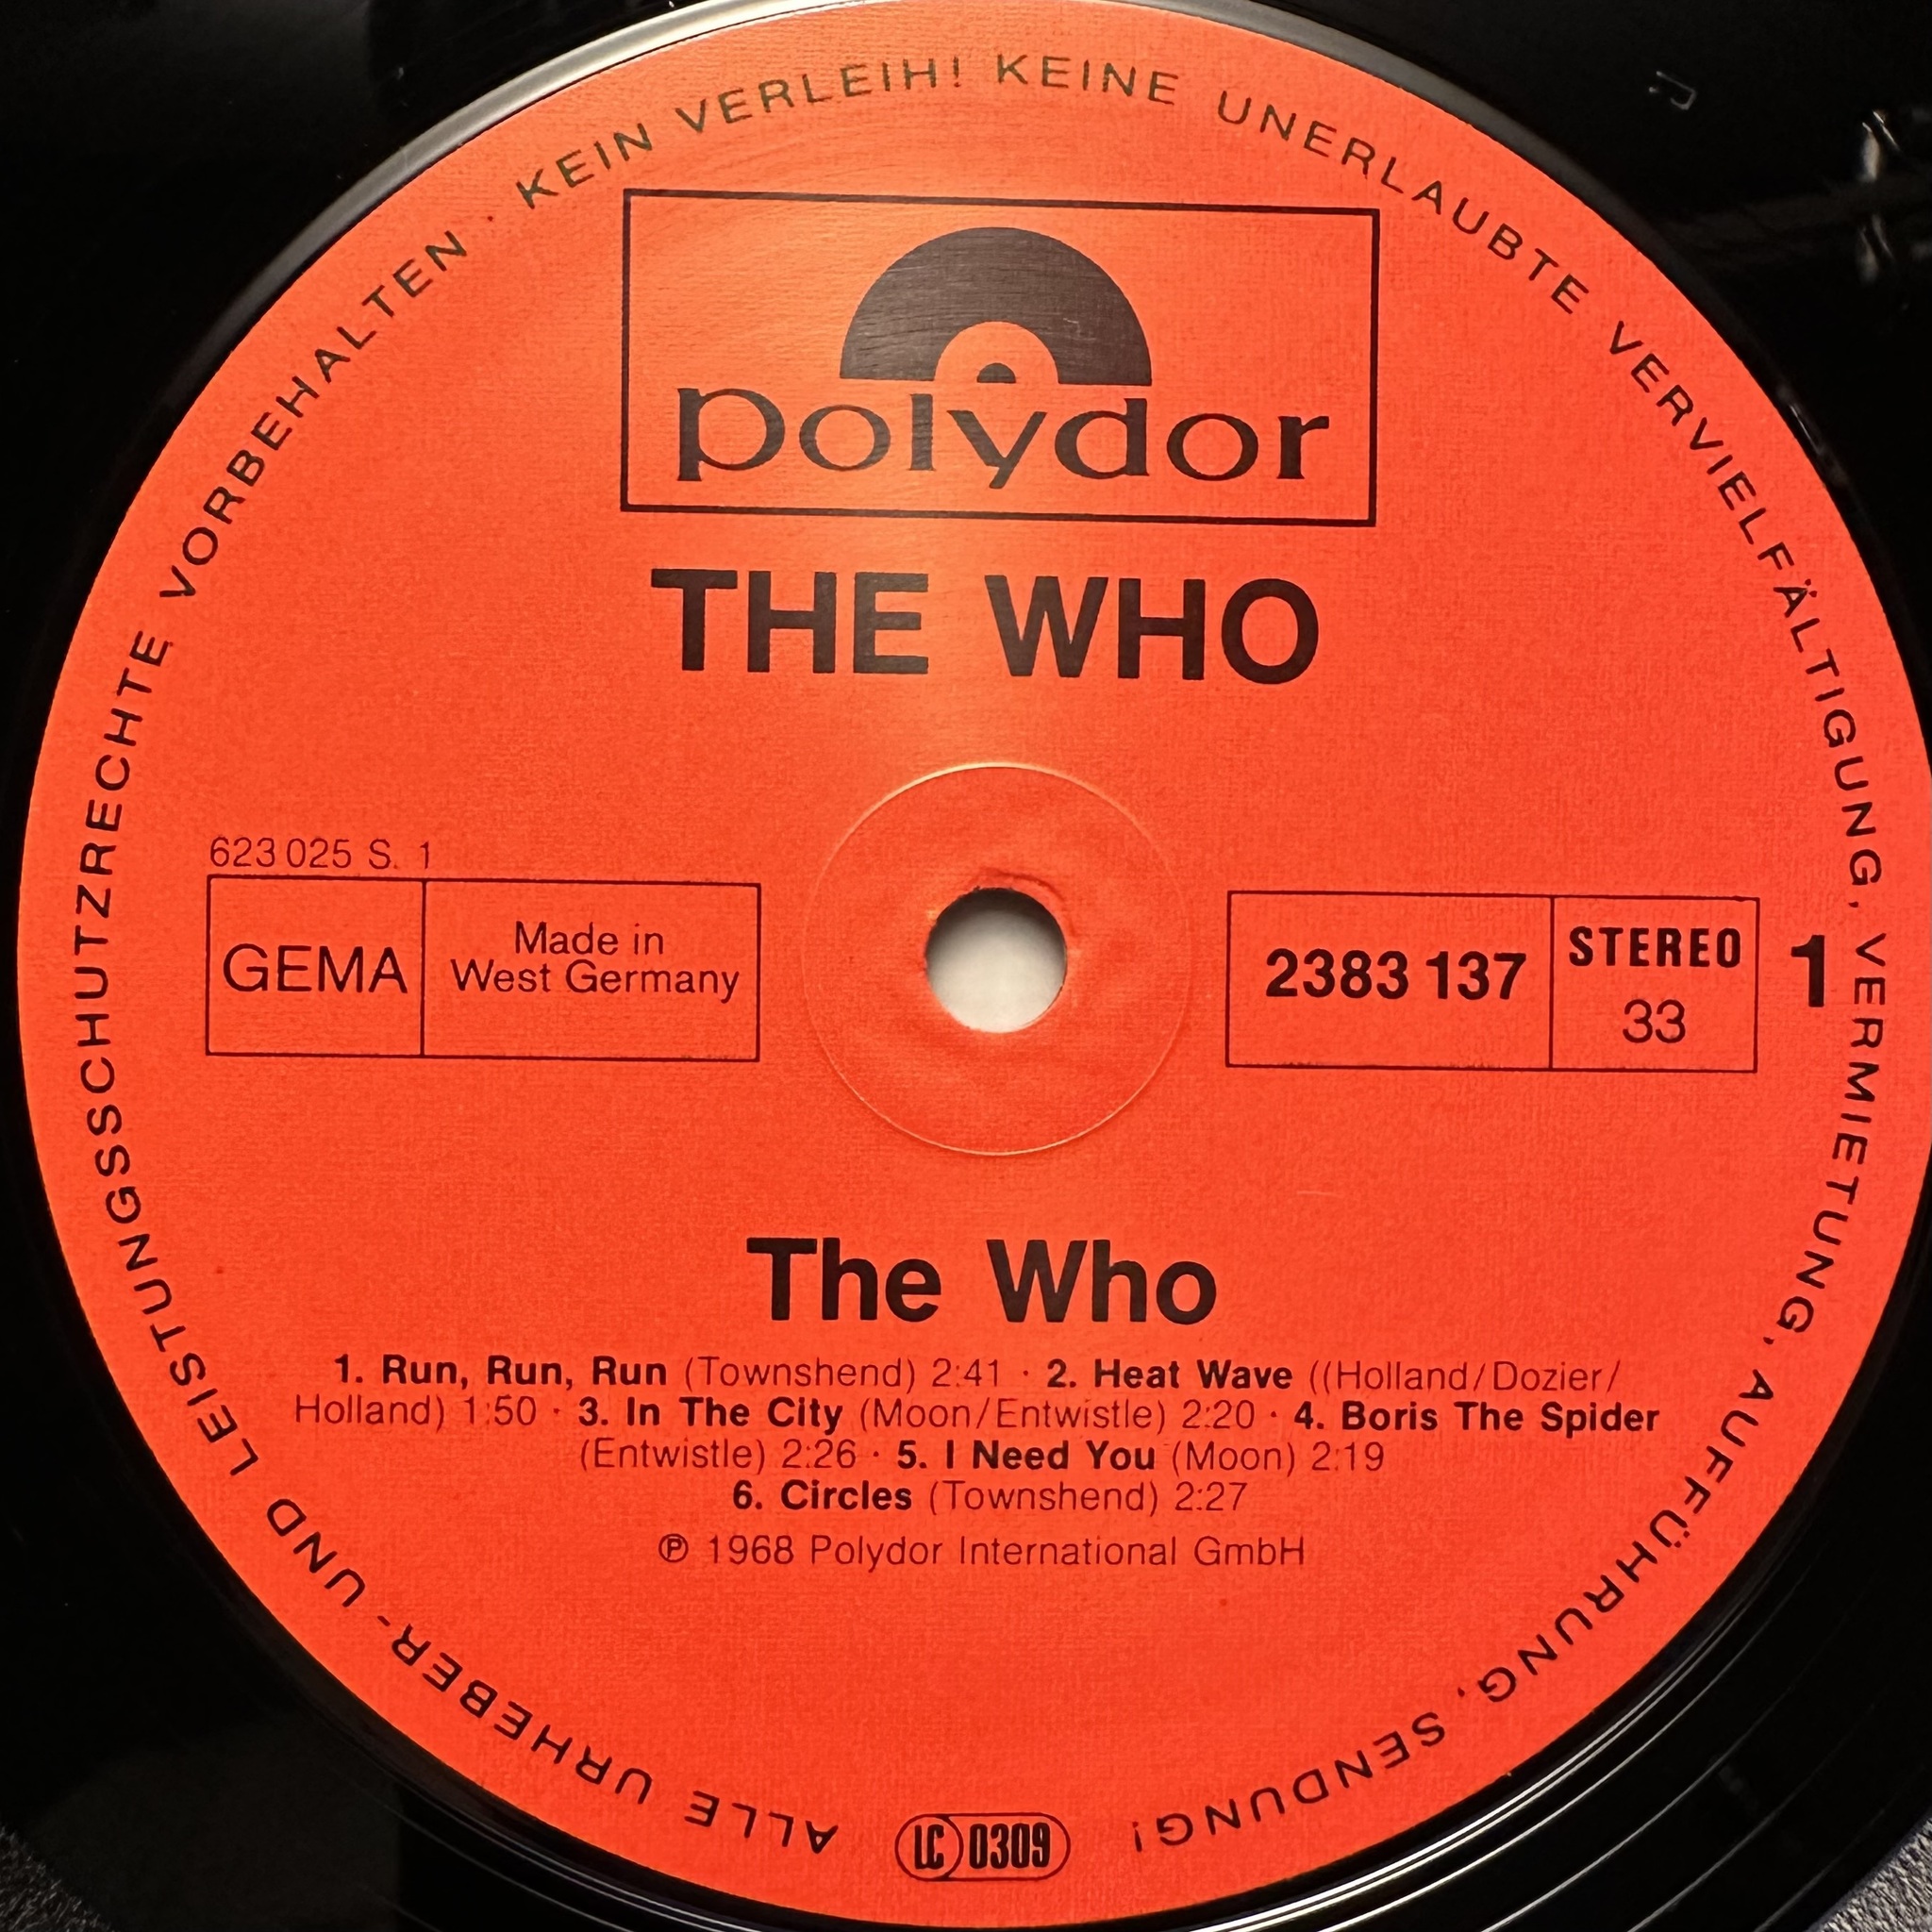 ALLE URHEBER- UND LEISTUNGSSCHUTZRECHTE VORBEHALTEN · KEIN VERLEIH! KEINE UNERLAUBTE VERVIELFÄLTIGUNG, VERMIETUNG, AUFFÜHRUNG, SENDUNG!
polydor
THE WHO
623 025 S. 1
GEMA
Made in
West Germany
2383 137
STEREO
33
1
The Who
1. Run, Run, Run (Townshend) 2:41 · 2. Heat Wave ((Holland/Dozier/
Holland) 1:50 · 3. In The City (Moon/Entwistle) 2:20 · 4. Boris The Spider
(Entwistle) 2:26 · 5. I Need You (Moon) 2:19
6. Circles (Townshend) 2:27
℗ 1968 Polydor International GmbH
LC 0309